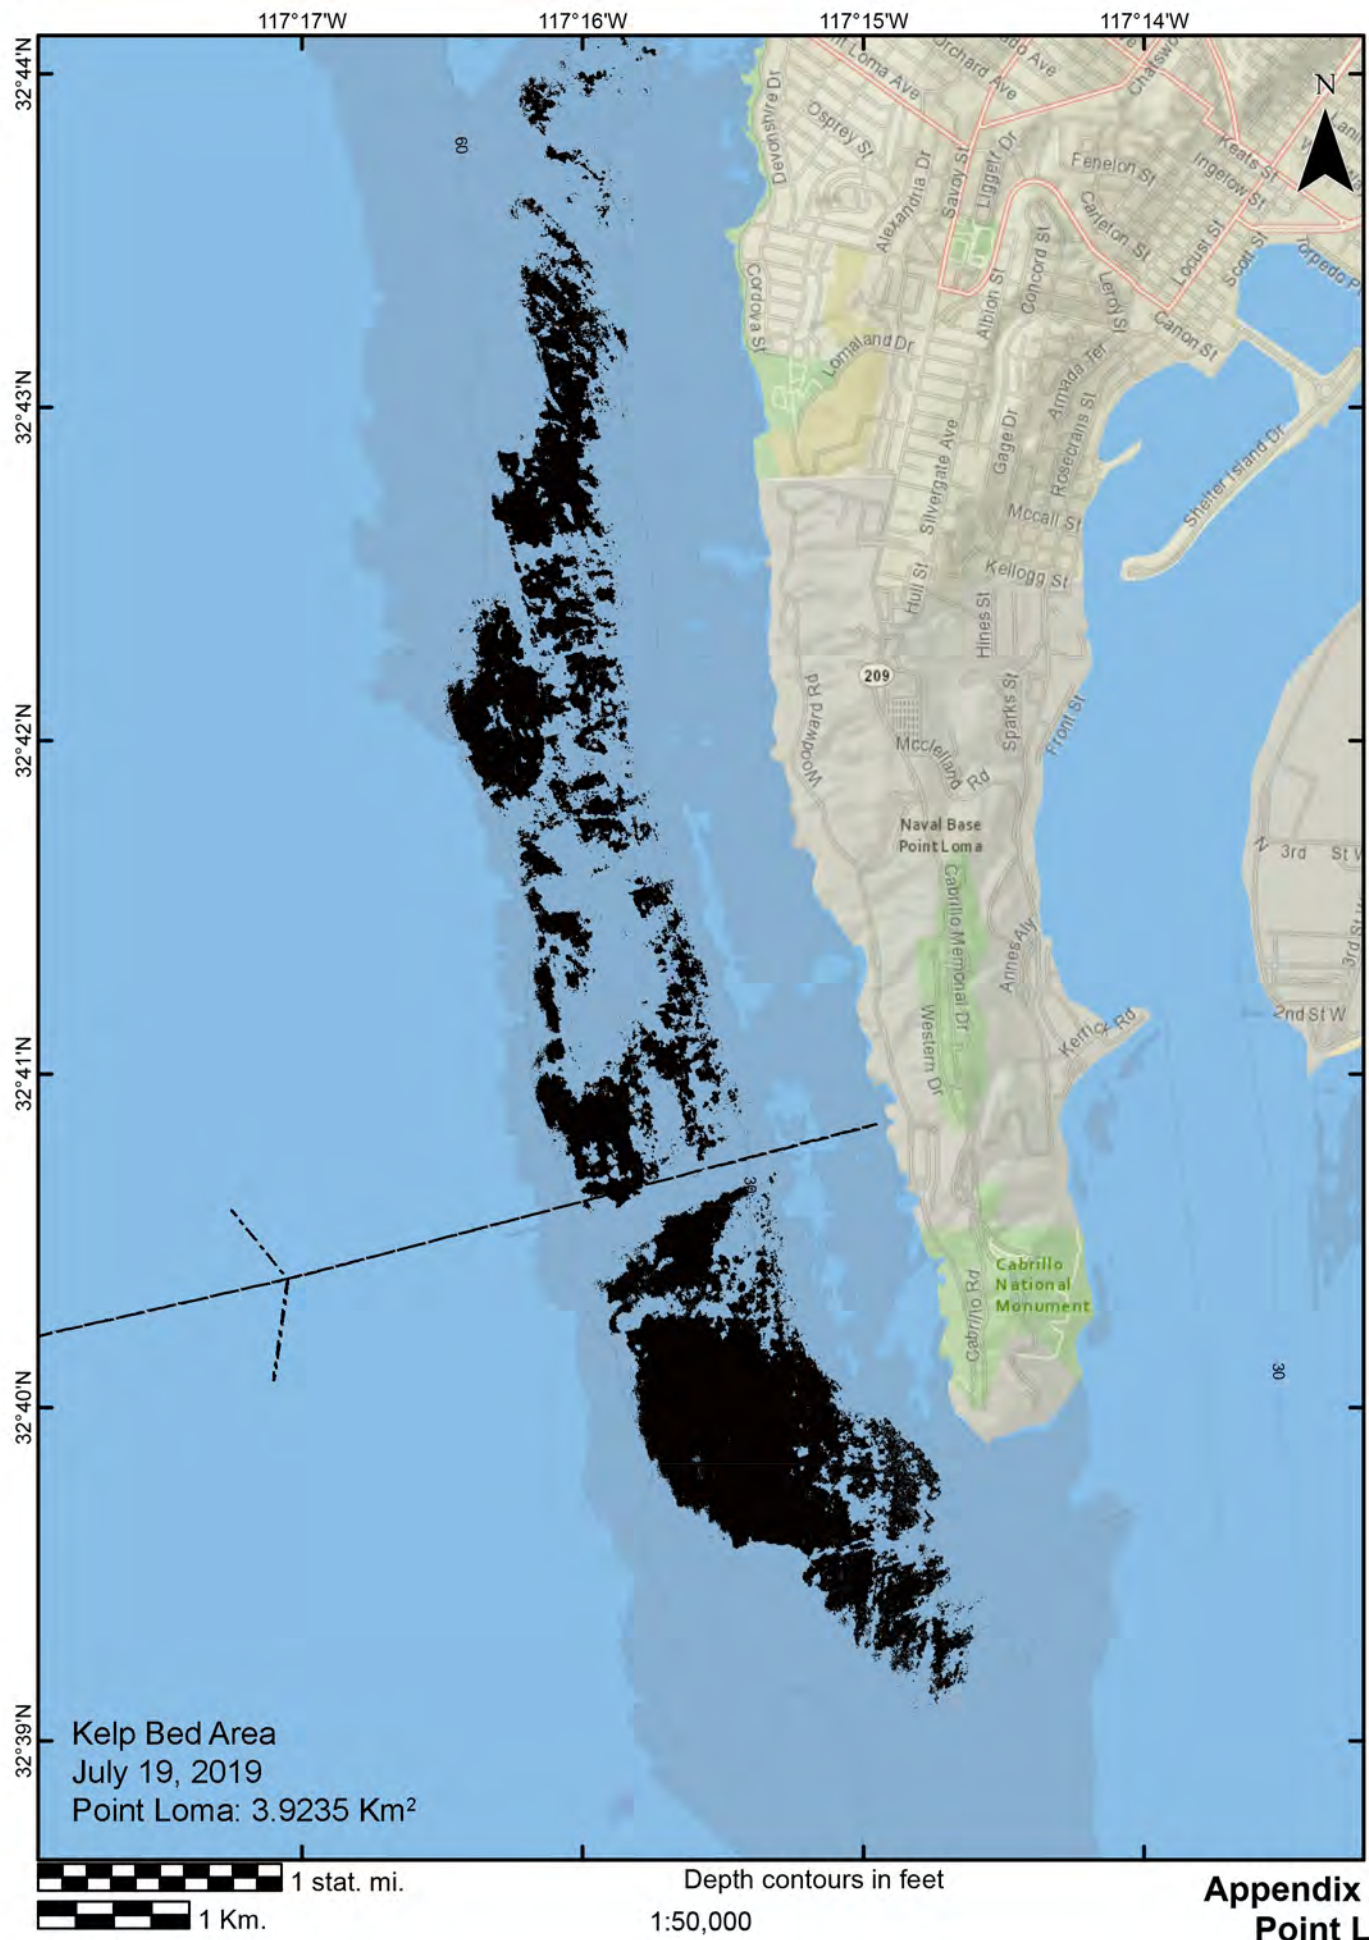 117°17'W
117°16'W
117°15'W
117°14'W
32°44'N
32°43'N
32°42'N
32°41'N
32°40'N
32°39'N
N
60
Devonshire Dr
Loma Ave
Orchard Ave
Ave
Osprey St
Alexandria Dr
Savoy St
Liggett Dr
Fenelon St
Keats St
Ingelow St
Carleton St
Locust St
Scott St
Cordova St
Albion St
Concord St
Leroy St
Canon St
Lomaland Dr
Armada Ter
Gage Dr
Rosecrans St
Silvergate Ave
Shelter Island Dr
Mccall St
Kellogg St
Hull St
Hines St
209
Woodward Rd
Sparks St
Front St
Mcclelland Rd
Naval Base
Point Loma
N 3rd St W
Cabrillo Memorial Dr
Annes Aly
3rd St
Western Dr
2nd St W
30
Cabrillo
National
Monument
Cabrillo Rd
30
Kelp Bed Area
July 19, 2019
Point Loma: 3.9235 Km²
1 stat. mi.
Depth contours in feet
1 Km.
1:50,000
Appendix
Point L